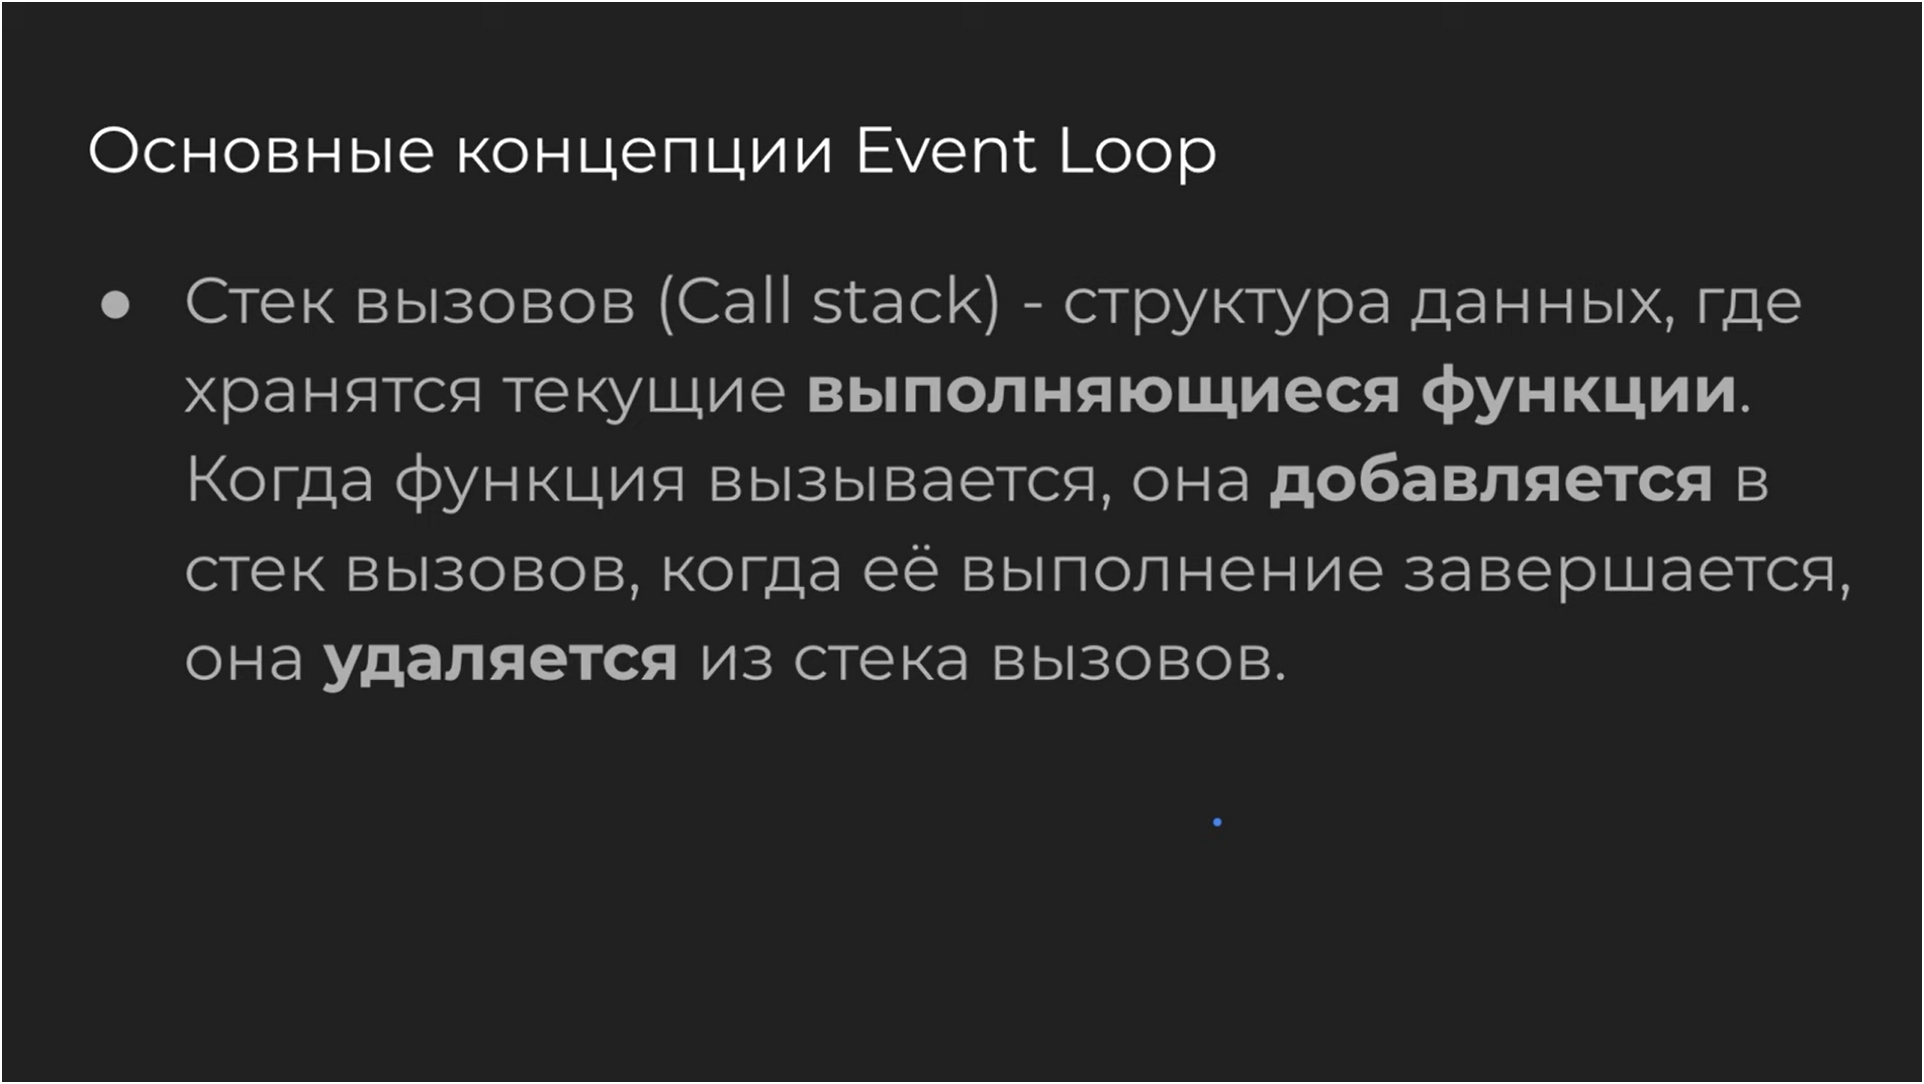 Основные концепции Event Loop
● Стек вызовов (Call stack) - структура данных, где
хранятся текущие выполняющиеся функции.
Когда функция вызывается, она добавляется в
стек вызовов, когда её выполнение завершается,
она удаляется из стека вызовов.